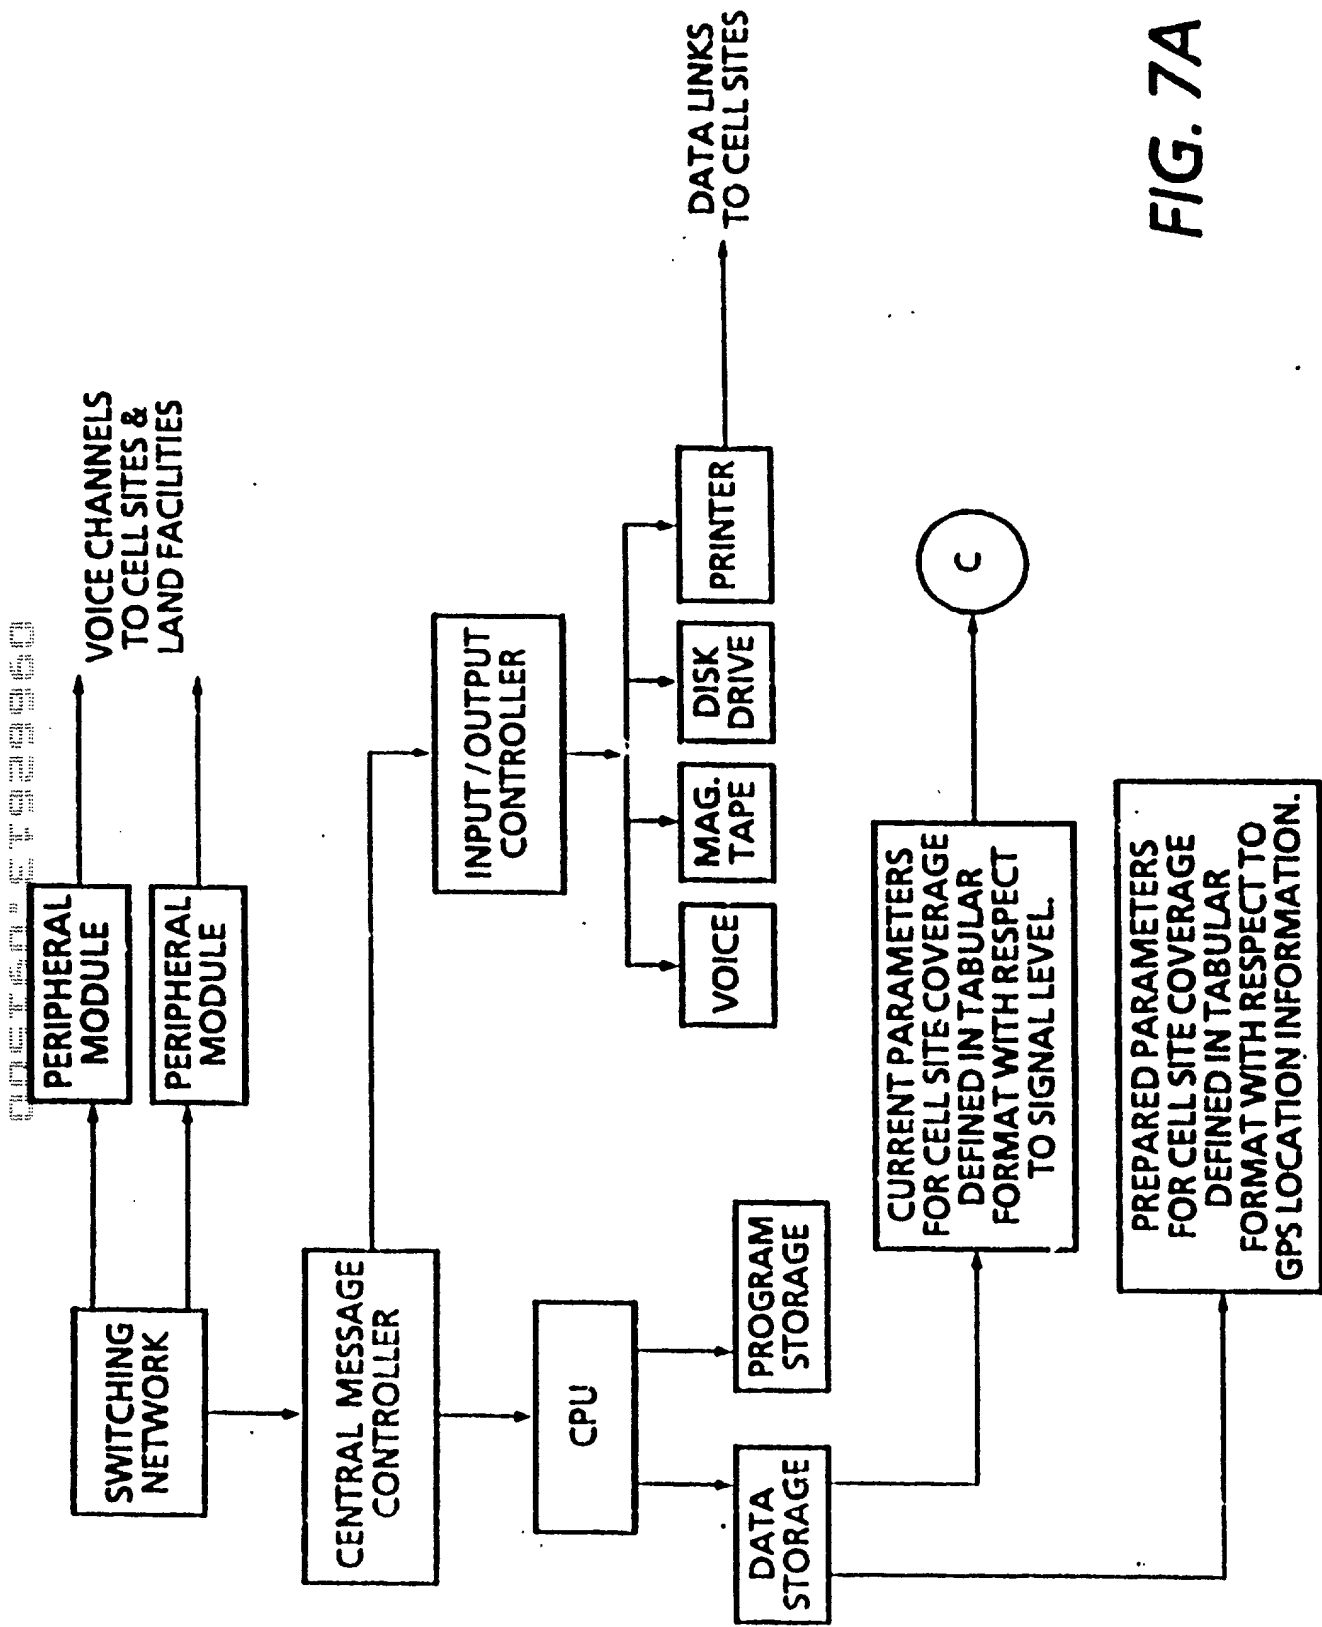 SWITCHING
NETWORK
PERIPHERAL
MODULE
PERIPHERAL
MODULE
VOICE CHANNELS
TO CELL SITES &
LAND FACILITIES
CENTRAL MESSAGE
CONTROLLER
INPUT/OUTPUT
CONTROLLER
CPU
VOICE
MAG.
TAPE
DISK
DRIVE
PRINTER
DATA LINKS
TO CELL SITES
DATA
STORAGE
PROGRAM
STORAGE
CURRENT PARAMETERS
FOR CELL SITE COVERAGE
DEFINED IN TABULAR
FORMAT WITH RESPECT
TO SIGNAL LEVEL.
C
PREPARED PARAMETERS
FOR CELL SITE COVERAGE
DEFINED IN TABULAR
FORMAT WITH RESPECT TO
GPS LOCATION INFORMATION.
FIG. 7A